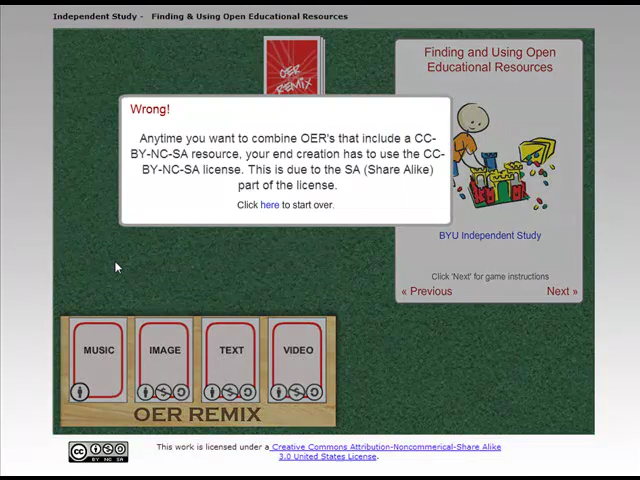 Independent Study - Finding & Using Open Educational Resources
OER
REMIX
Finding and Using Open
Educational Resources
Wrong!
Anytime you want to combine OER's that include a CC-
BY-NC-SA resource, your end creation has to use the CC-
BY-NC-SA license. This is due to the SA (Share Alike)
part of the license.
Click here to start over.
BYU Independent Study
Click 'Next' for game instructions
« Previous Next »
MUSIC IMAGE TEXT VIDEO
OER REMIX
cc
BY NC SA
This work is licensed under a Creative Commons Attribution-Noncommerical-Share Alike
3.0 United States License.